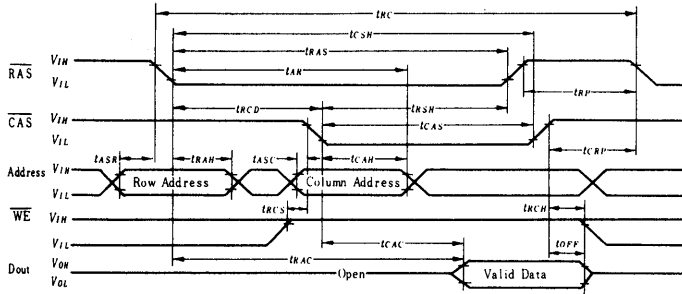 tRC
tCSH
tRAS
tAH
RAS VIH VIL
tRP
tRCD tRSH
tCAS
CAS VIH VIL
tCRP
tASR tRAH tASC tCAH
Address VIH VIL
Row Address Column Address
WE VIH VIL
tRCS tRCH
tCAC tOFF
tRAC
Dout VOH VOL
Open Valid Data